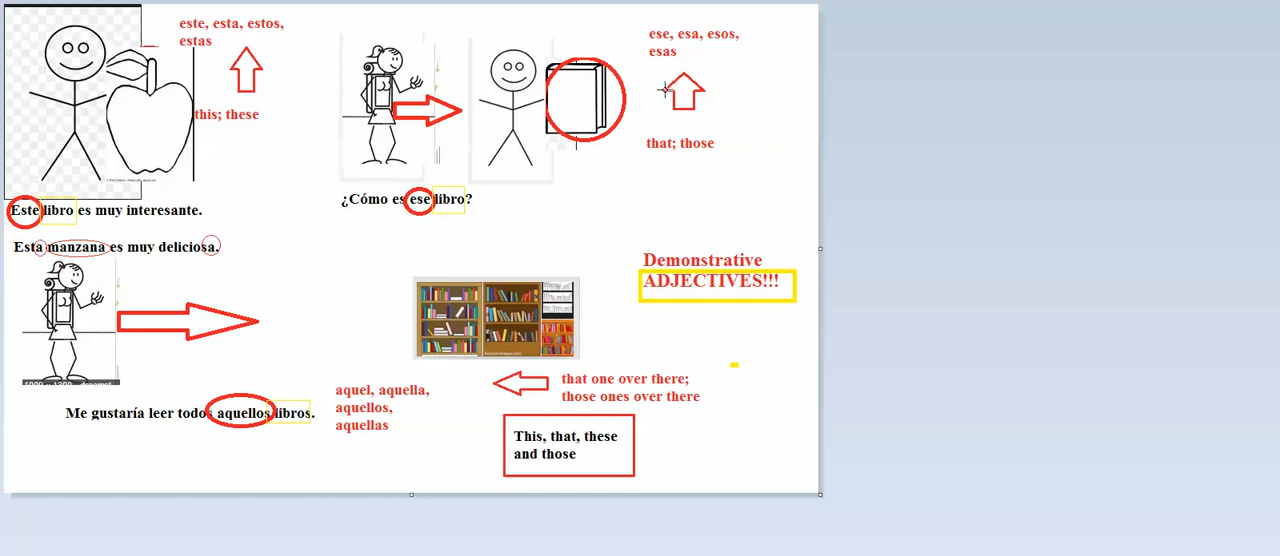 este, esta, estos,
estas
this; these
ese, esa, esos,
esas
that; those
Este libro es muy interesante.
¿Cómo es ese libro?
Esta manzana es muy deliciosa.
Demonstrative
ADJECTIVES!!!
that one over there;
those ones over there
aquel, aquella,
aquellos,
aquellas
Me gustaría leer todos aquellos libros.
This, that, these
and those